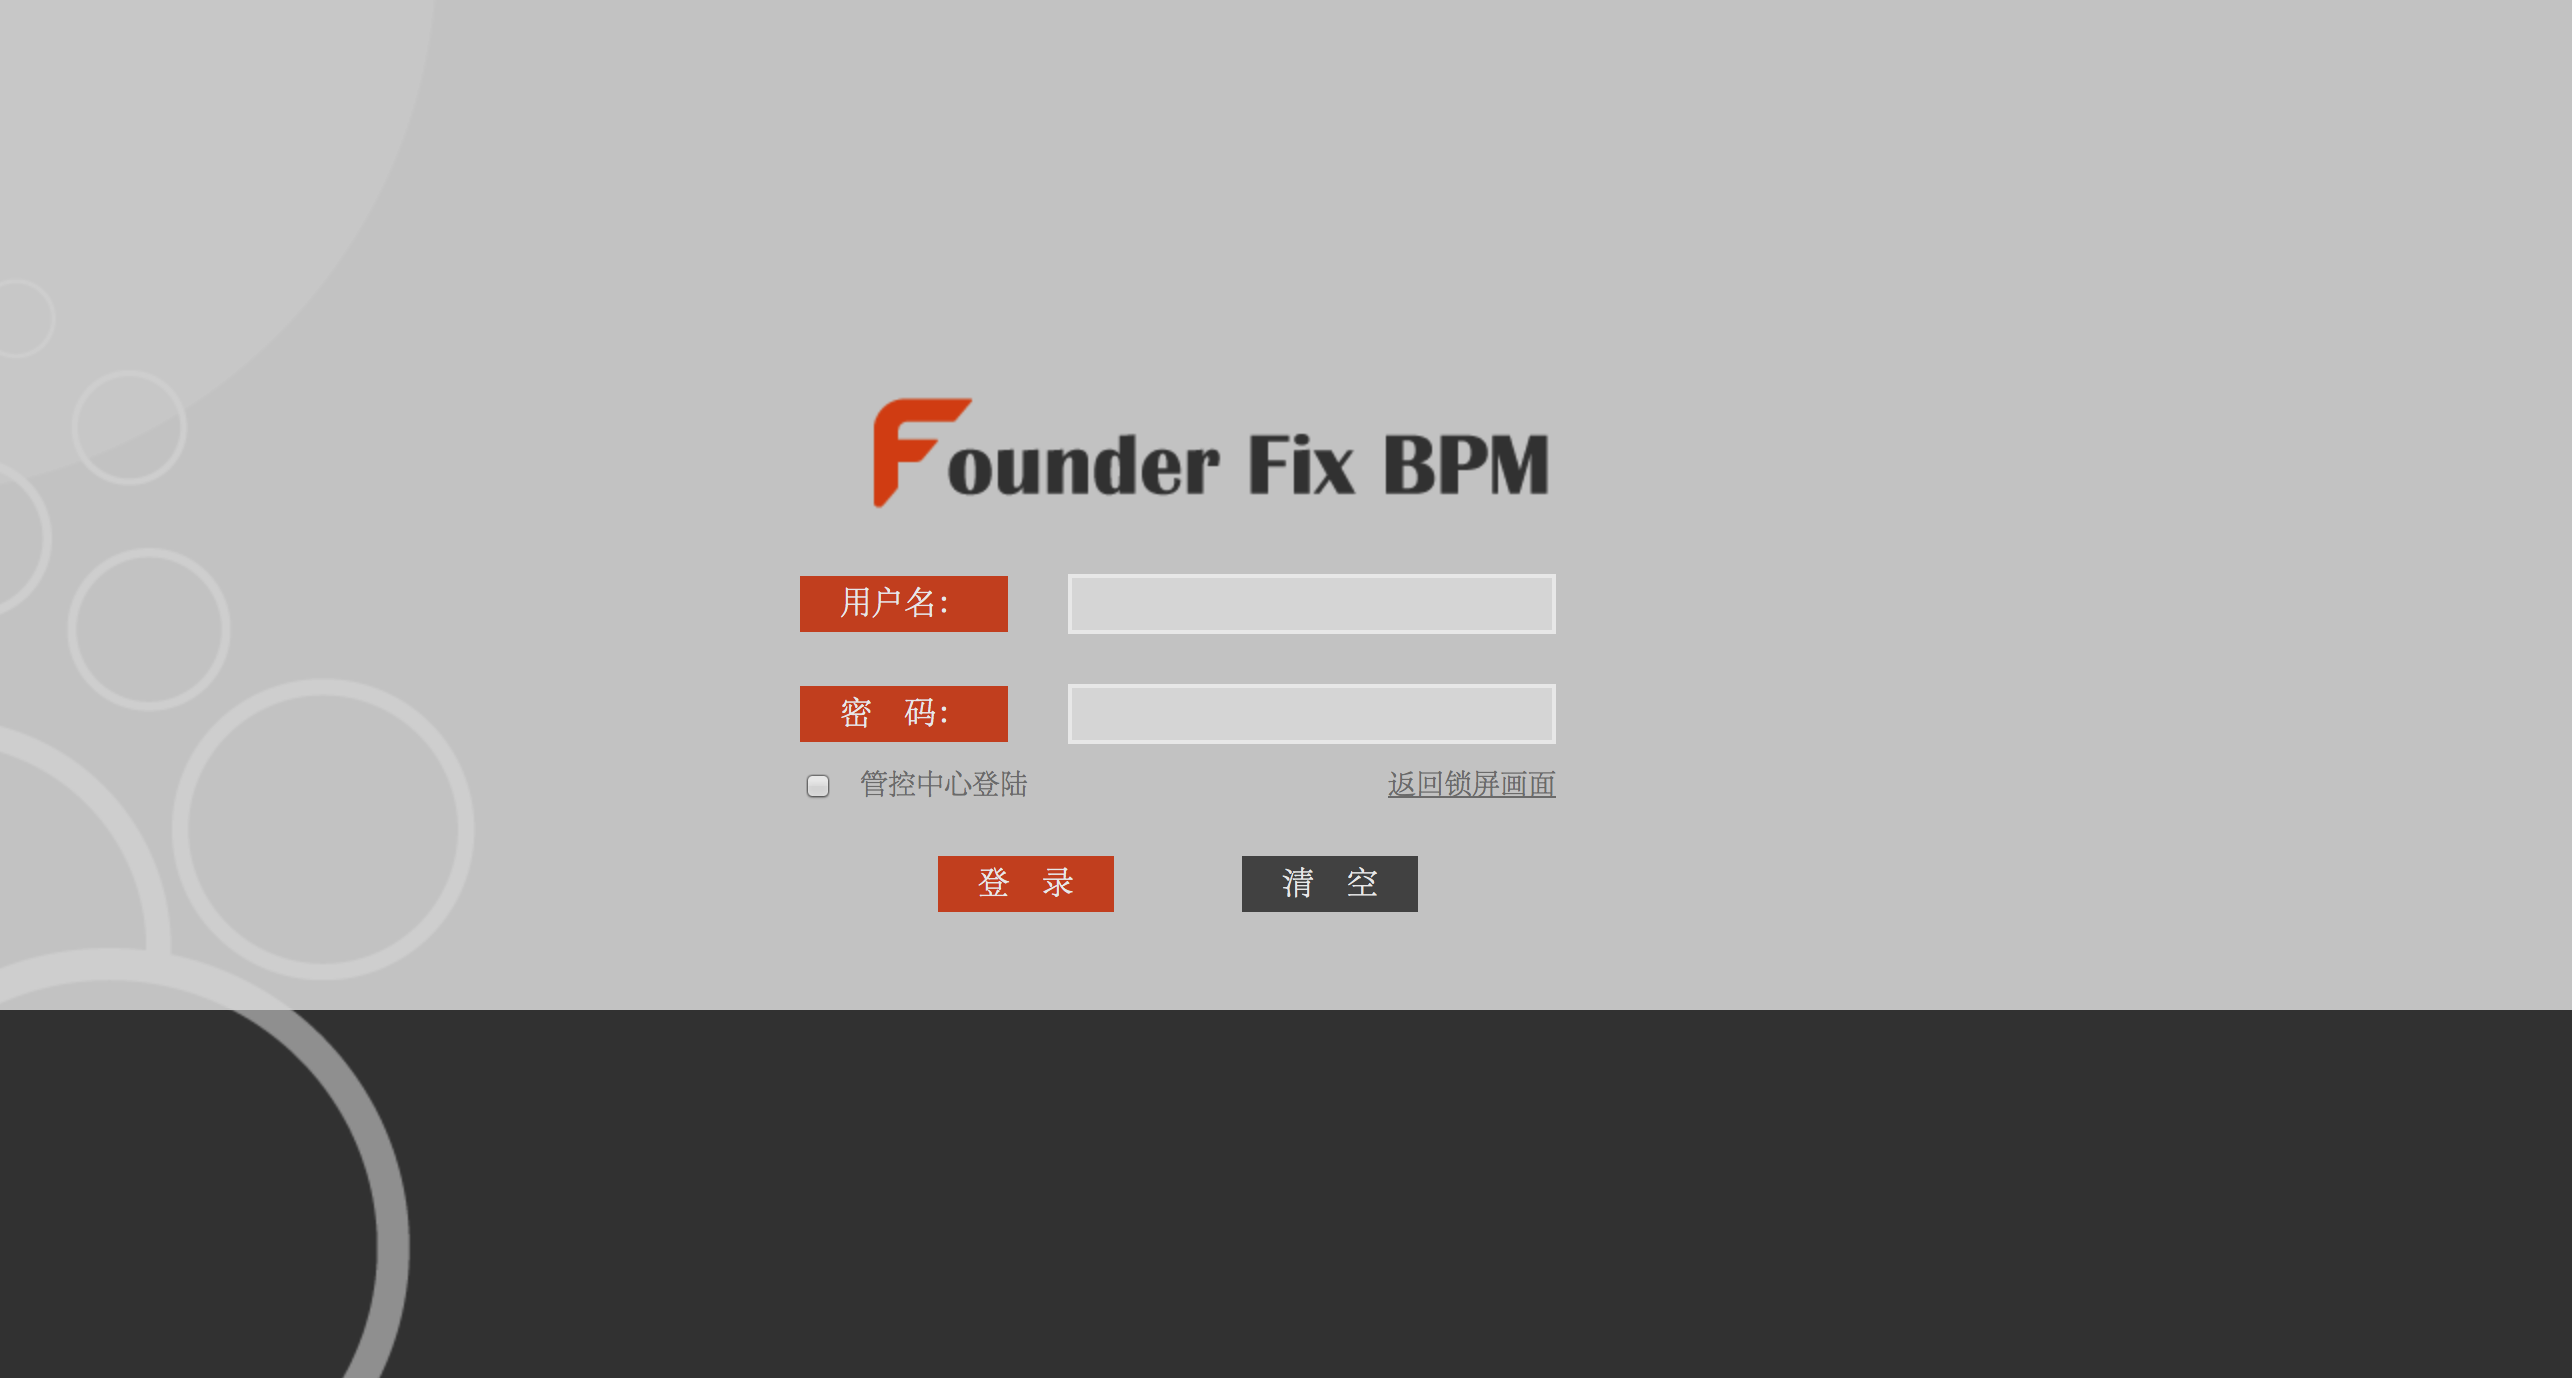 Founder Fix BPM
用户名：
密　码：
管控中心登陆　返回锁屏画面
登　录　清　空